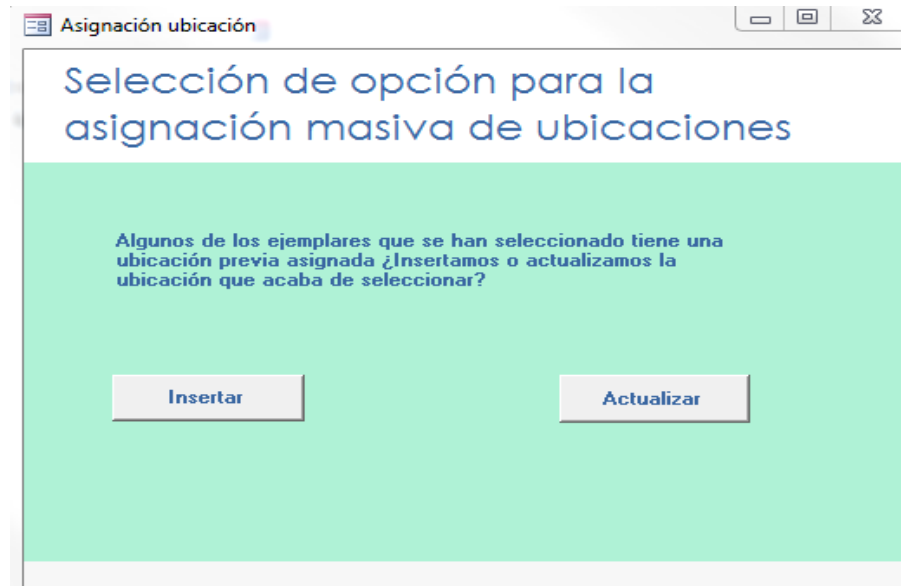 Asignación ubicación
Selección de opción para la
asignación masiva de ubicaciones
Algunos de los ejemplares que se han seleccionado tiene una
ubicación previa asignada ¿Insertamos o actualizamos la
ubicación que acaba de seleccionar?
Insertar
Actualizar